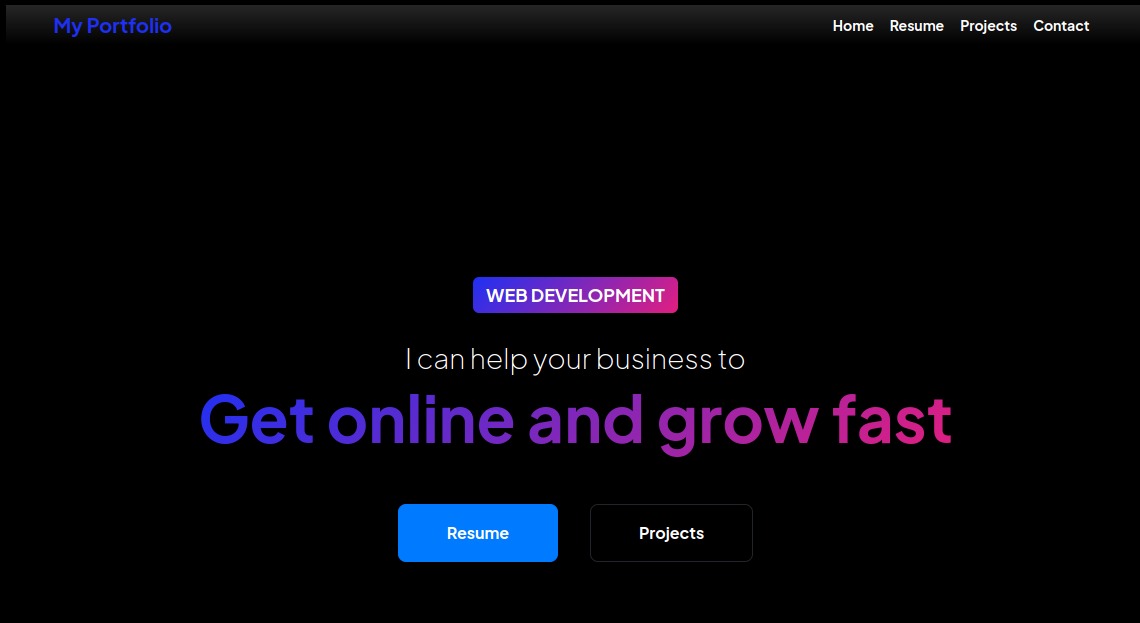 My Portfolio
Home Resume Projects Contact
WEB DEVELOPMENT
I can help your business to
Get online and grow fast
Resume Projects